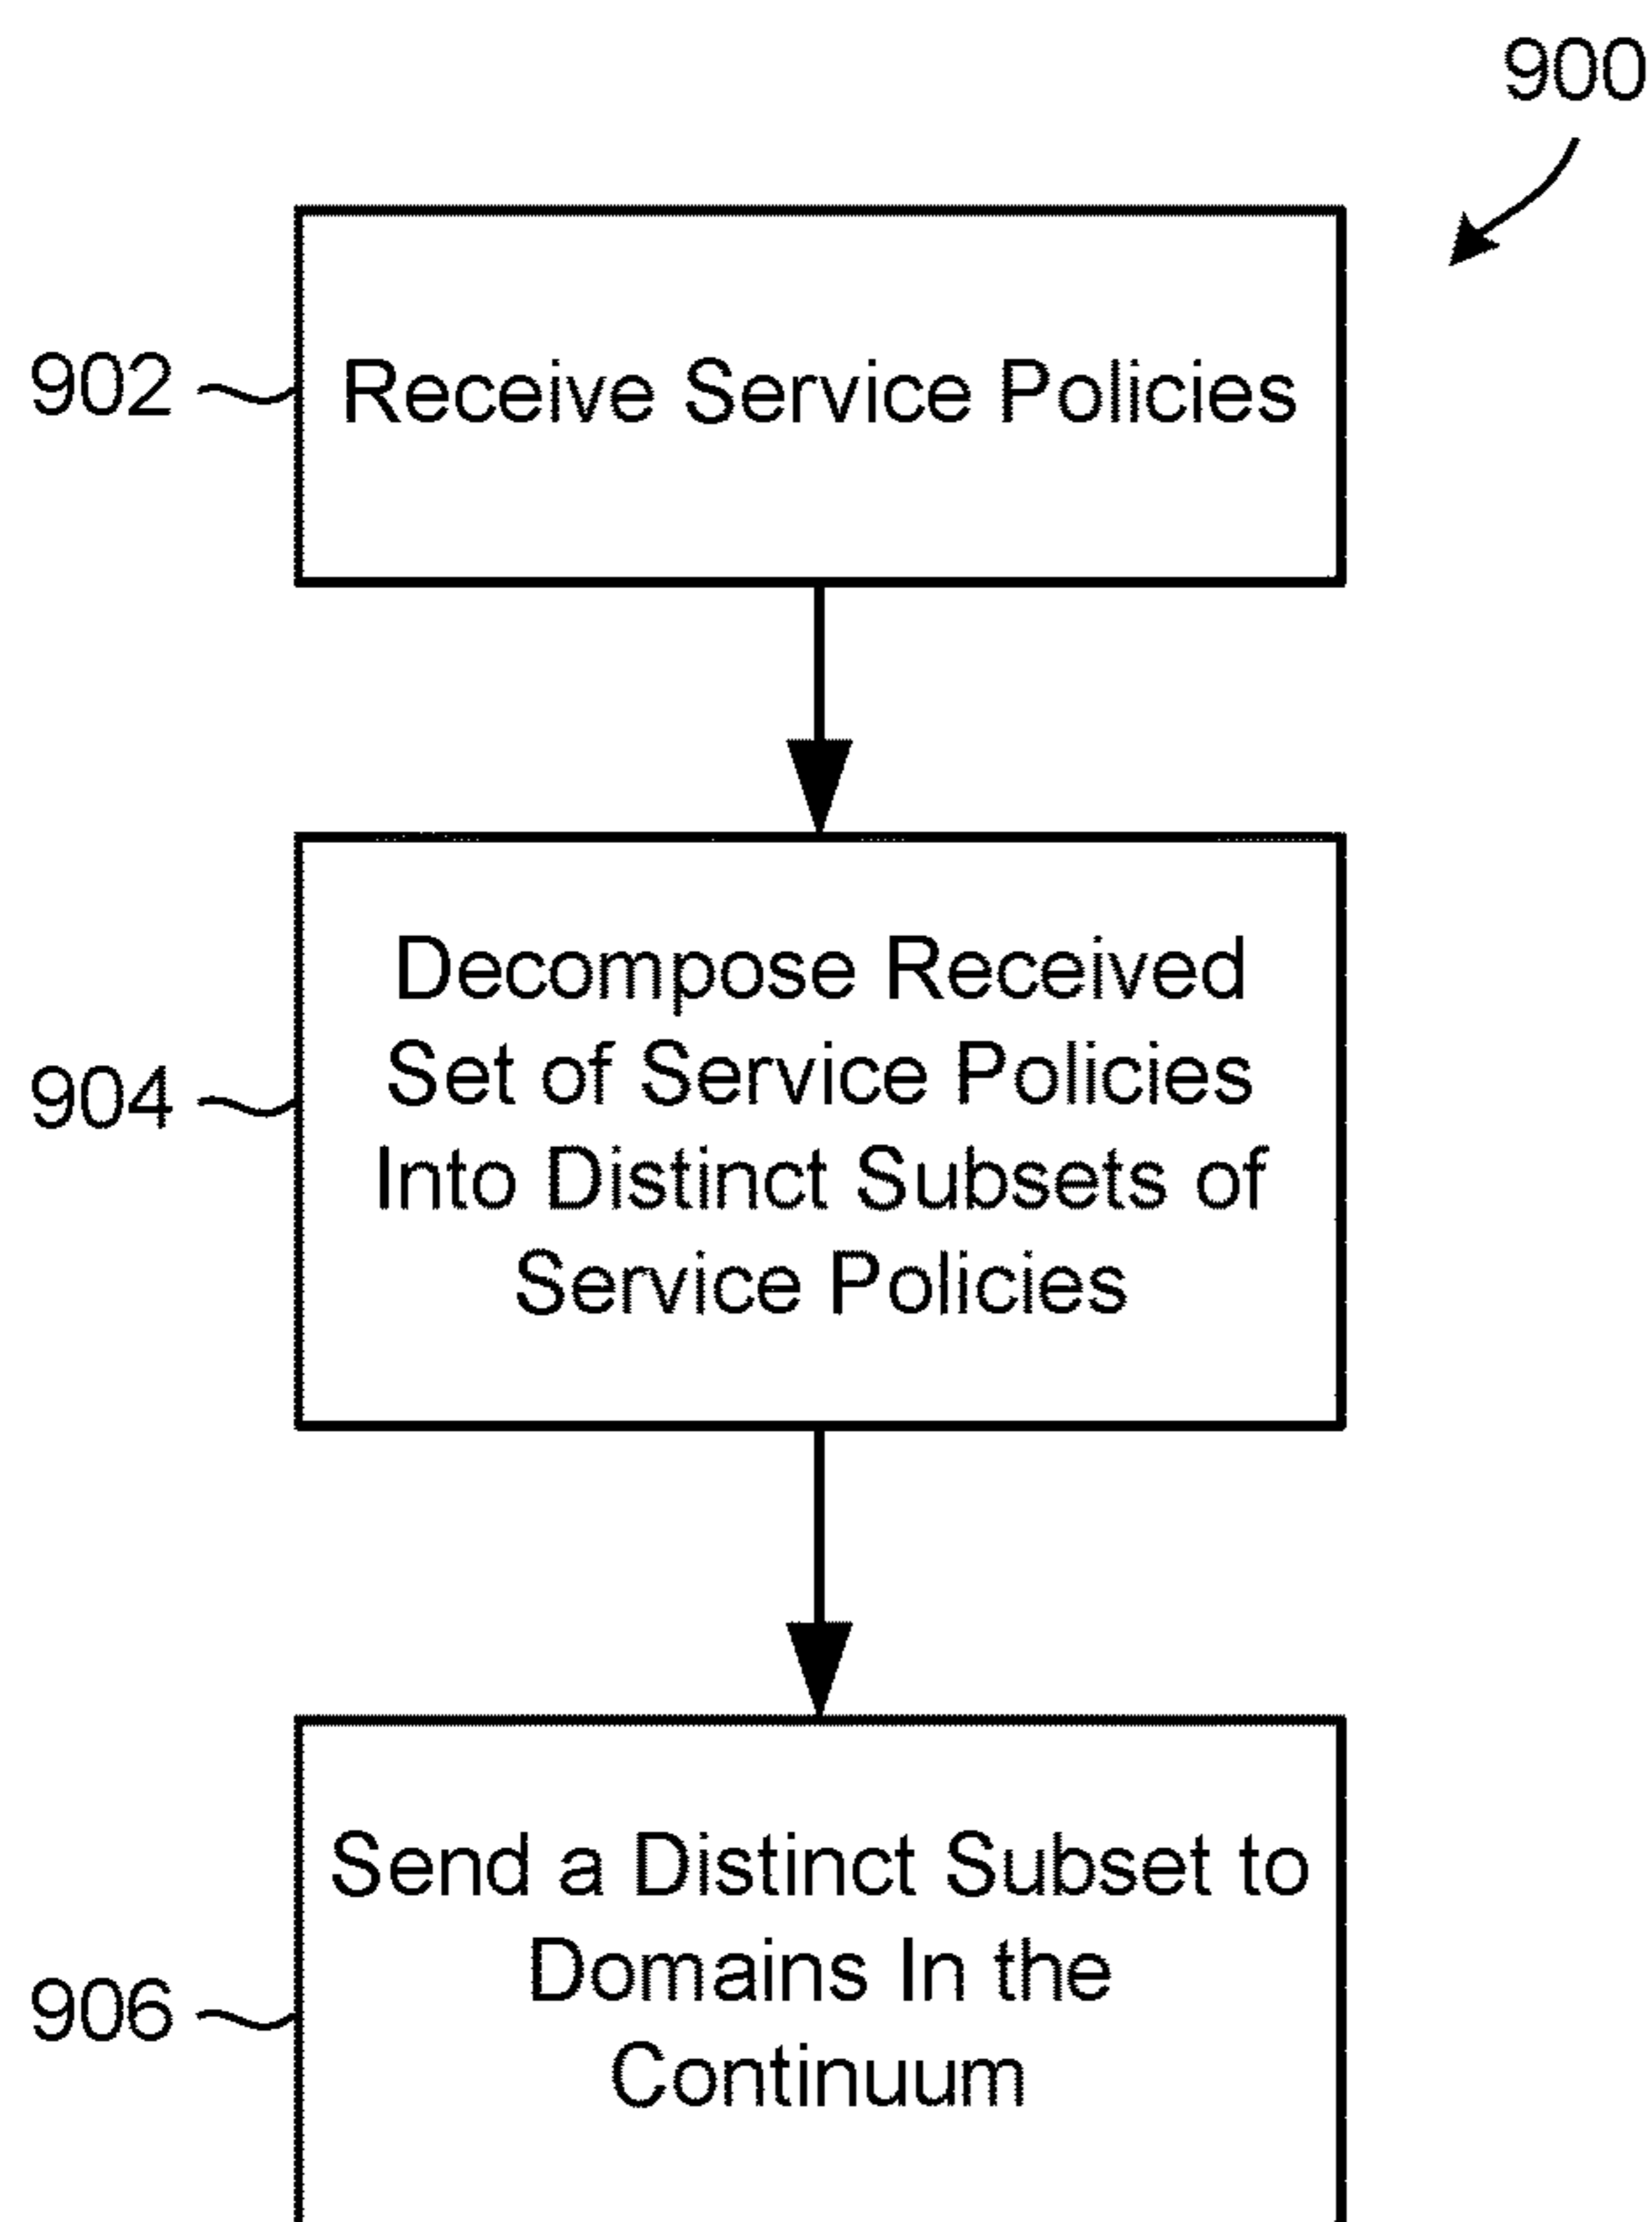 900
902
Receive Service Policies
904
Decompose Received
Set of Service Policies
Into Distinct Subsets of
Service Policies
906
Send a Distinct Subset to
Domains In the
Continuum